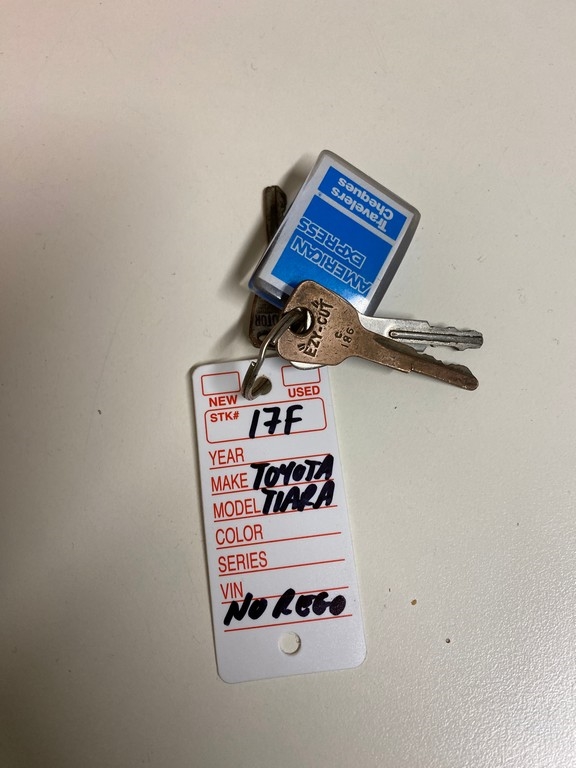 Travelers
Cheques
AMERICAN
EXPRESS
EZY-CUT
C
186
NEW
USED
STK# 17F
YEAR
MAKE TOYOTA
MODEL TIARA
COLOR
SERIES
VIN
NO REGO